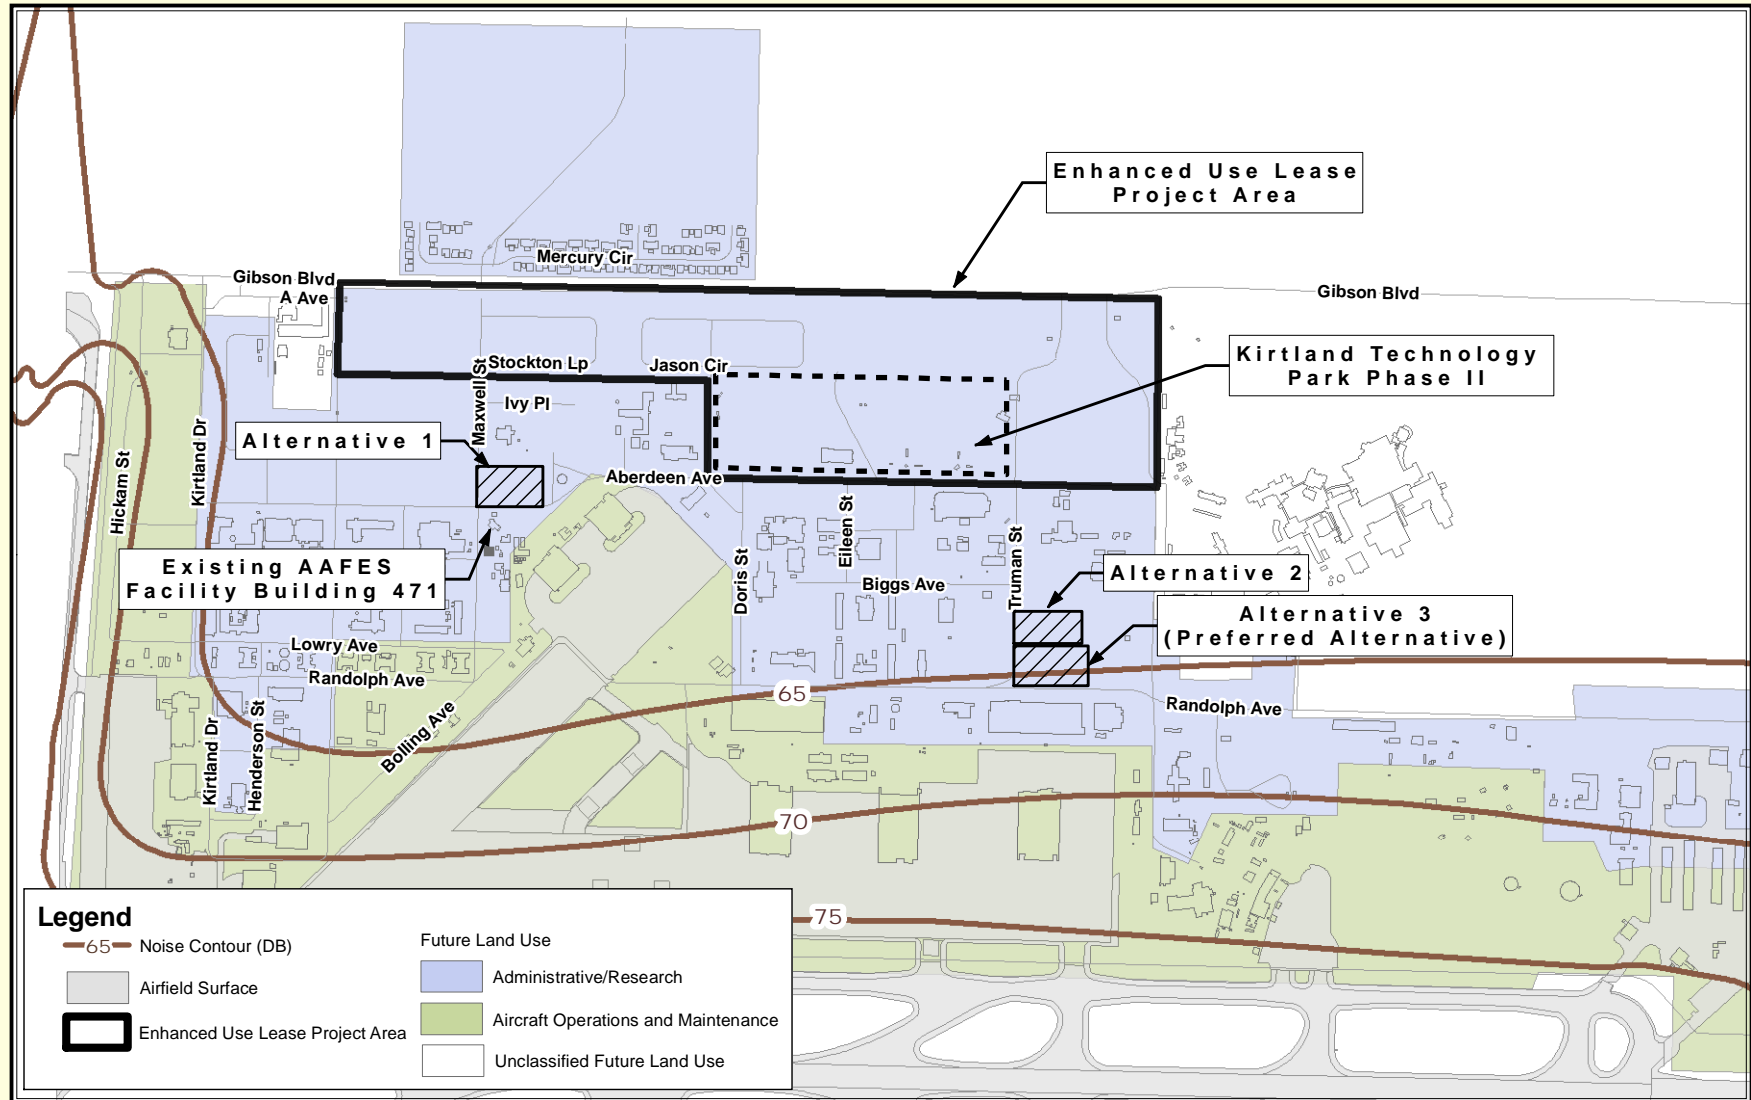 Enhanced Use Lease
Project Area
Mercury Cir
Gibson Blvd
A Ave
Gibson Blvd
Kirtland Technology
Park Phase II
Stockton Lp
Jason Cir
Maxwell St
Ivy Pl
Alternative 1
Kirtland Dr
Hickam St
Aberdeen Ave
Existing AAFES
Facility Building 471
Doris St
Eileen St
Truman St
Biggs Ave
Alternative 2
Alternative 3
(Preferred Alternative)
Lowry Ave
Randolph Ave
65
Randolph Ave
Kirtland Dr
Henderson St
Bolling Ave
70
75
Legend
65
Noise Contour (DB)
Airfield Surface
Enhanced Use Lease Project Area
Future Land Use
Administrative/Research
Aircraft Operations and Maintenance
Unclassified Future Land Use